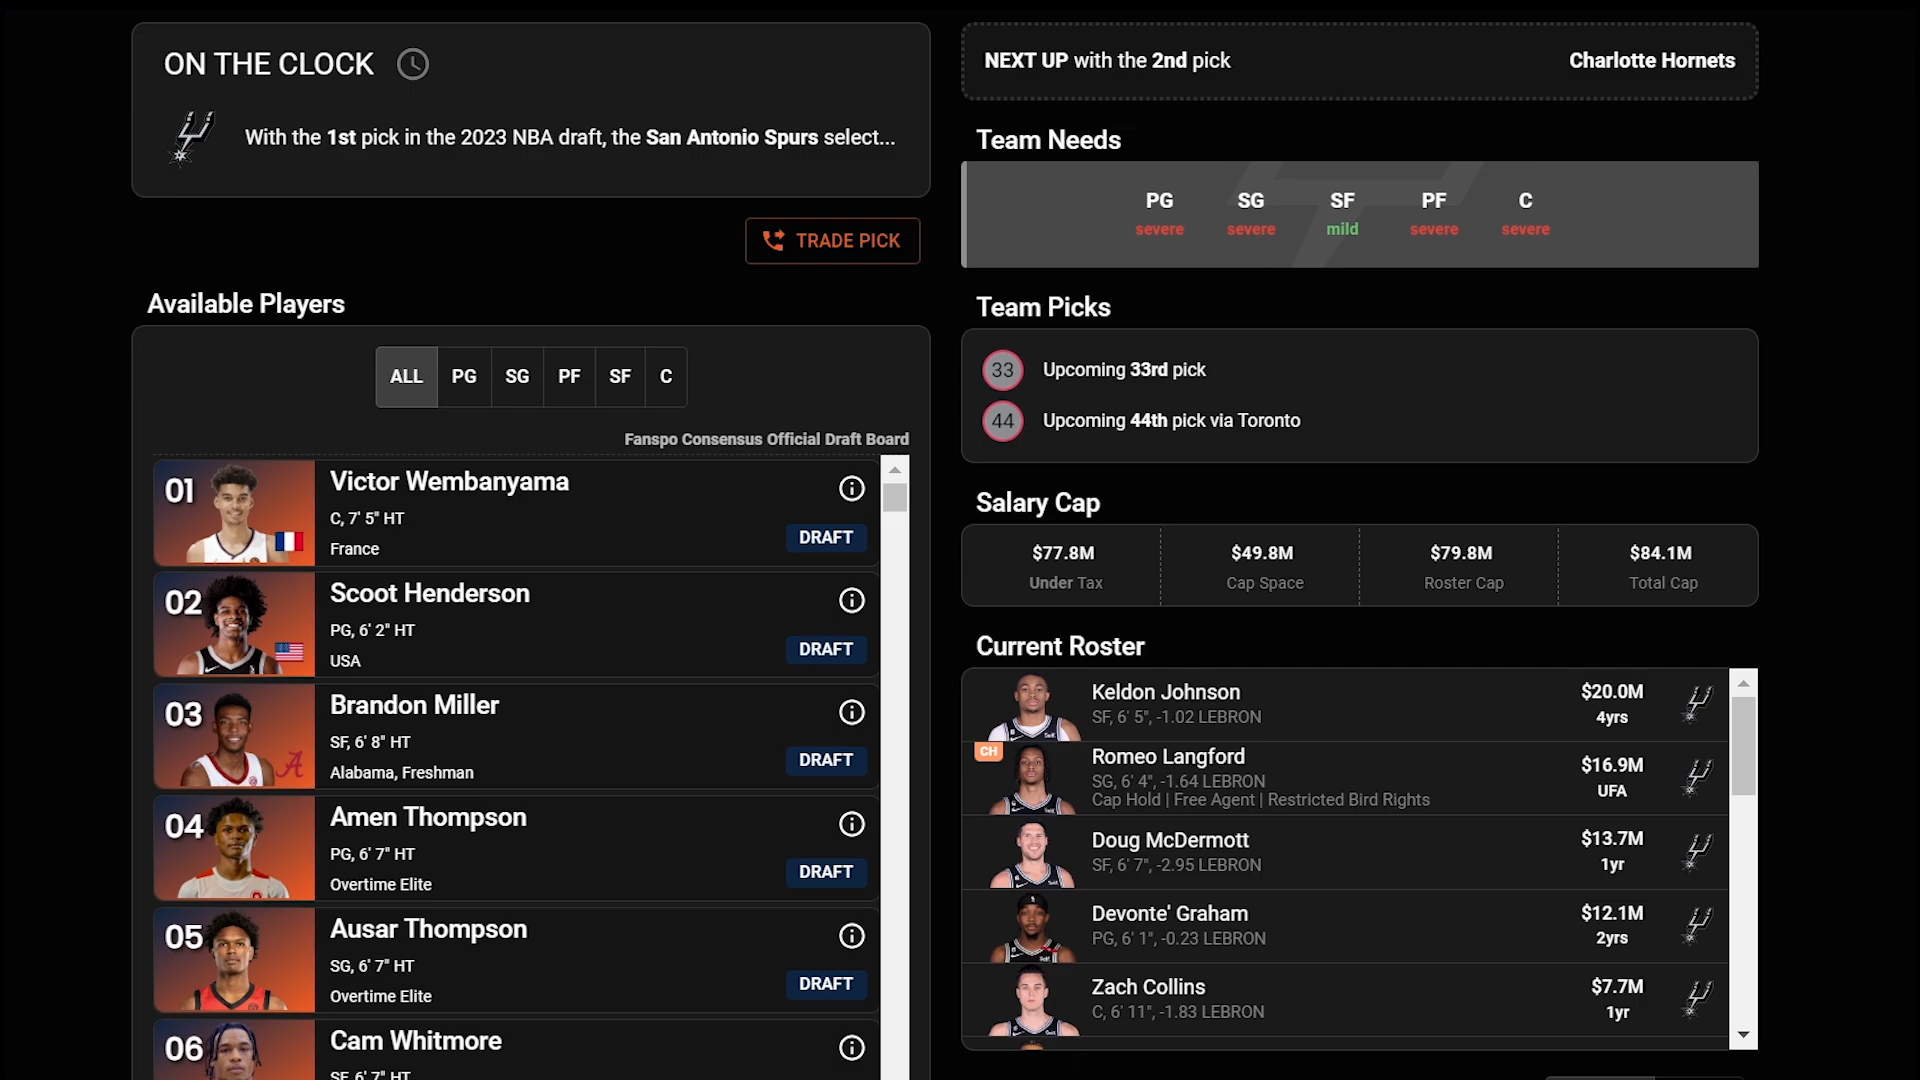 ON THE CLOCK
With the 1st pick in the 2023 NBA draft, the San Antonio Spurs select...
TRADE PICK
Available Players
ALL PG SG PF SF C
Fanspo Consensus Official Draft Board
01
Victor Wembanyama
C, 7' 5" HT
France
DRAFT
02
Scoot Henderson
PG, 6' 2" HT
USA
DRAFT
03
Brandon Miller
SF, 6' 8" HT
Alabama, Freshman
DRAFT
04
Amen Thompson
PG, 6' 7" HT
Overtime Elite
DRAFT
05
Ausar Thompson
SG, 6' 7" HT
Overtime Elite
DRAFT
06
Cam Whitmore
SF, 6' 7" HT
NEXT UP with the 2nd pick
Charlotte Hornets
Team Needs
PG SG SF PF C
severe severe mild severe severe
Team Picks
33 Upcoming 33rd pick
44 Upcoming 44th pick via Toronto
Salary Cap
$77.8M $49.8M $79.8M $84.1M
Under Tax Cap Space Roster Cap Total Cap
Current Roster
Keldon Johnson
SF, 6' 5", -1.02 LEBRON
$20.0M
4yrs
CH
Romeo Langford
SG, 6' 4", -1.64 LEBRON
Cap Hold | Free Agent | Restricted Bird Rights
$16.9M
UFA
Doug McDermott
SF, 6' 7", -2.95 LEBRON
$13.7M
1yr
Devonte' Graham
PG, 6' 1", -0.23 LEBRON
$12.1M
2yrs
Zach Collins
C, 6' 11", -1.83 LEBRON
$7.7M
1yr